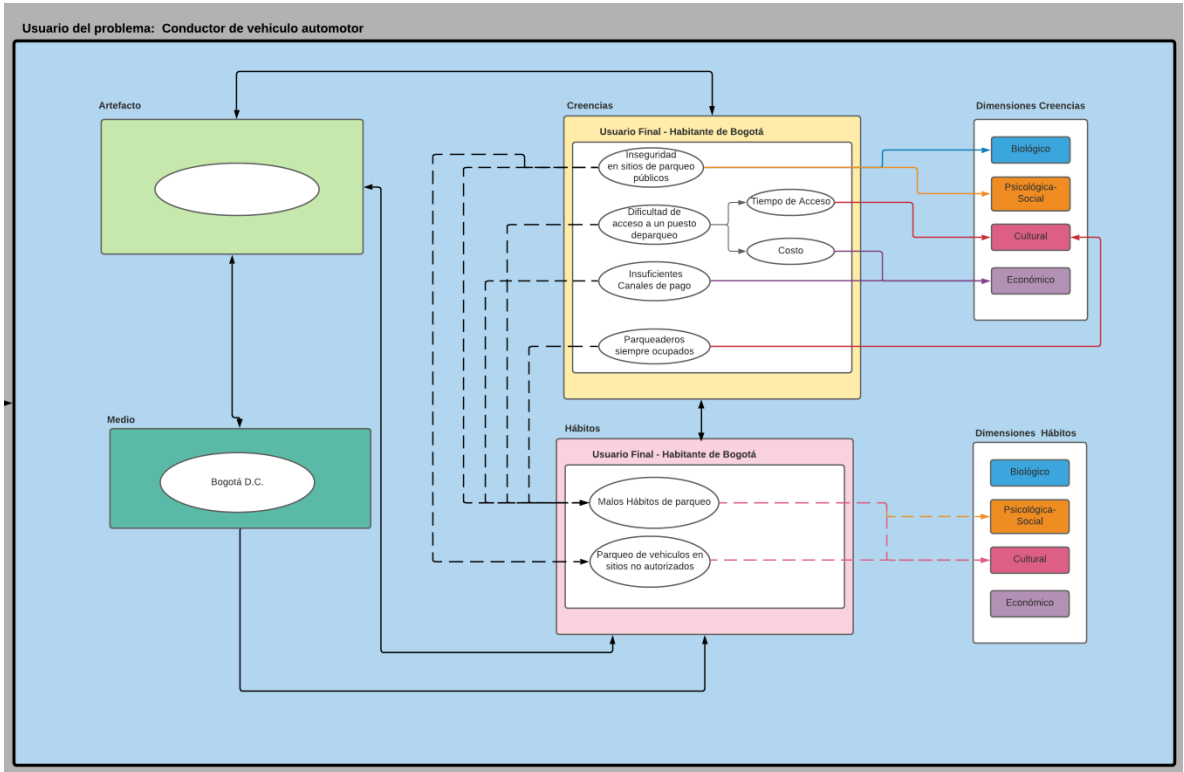 Usuario del problema: Conductor de vehiculo automotor
Artefacto
Creencias
Usuario Final - Habitante de Bogotá
Inseguridad
en sitios de parqueo
públicos
Dificultad de
acceso a un puesto
deparqueo
Tiempo de Acceso
Costo
Insuficientes
Canales de pago
Parqueaderos
siempre ocupados
Dimensiones Creencias
Biológico
Psicológica-
Social
Cultural
Económico
Medio
Bogotá D.C.
Hábitos
Usuario Final - Habitante de Bogotá
Malos Hábitos de parqueo
Parqueo de vehiculos en
sitios no autorizados
Dimensiones Hábitos
Biológico
Psicológica-
Social
Cultural
Económico